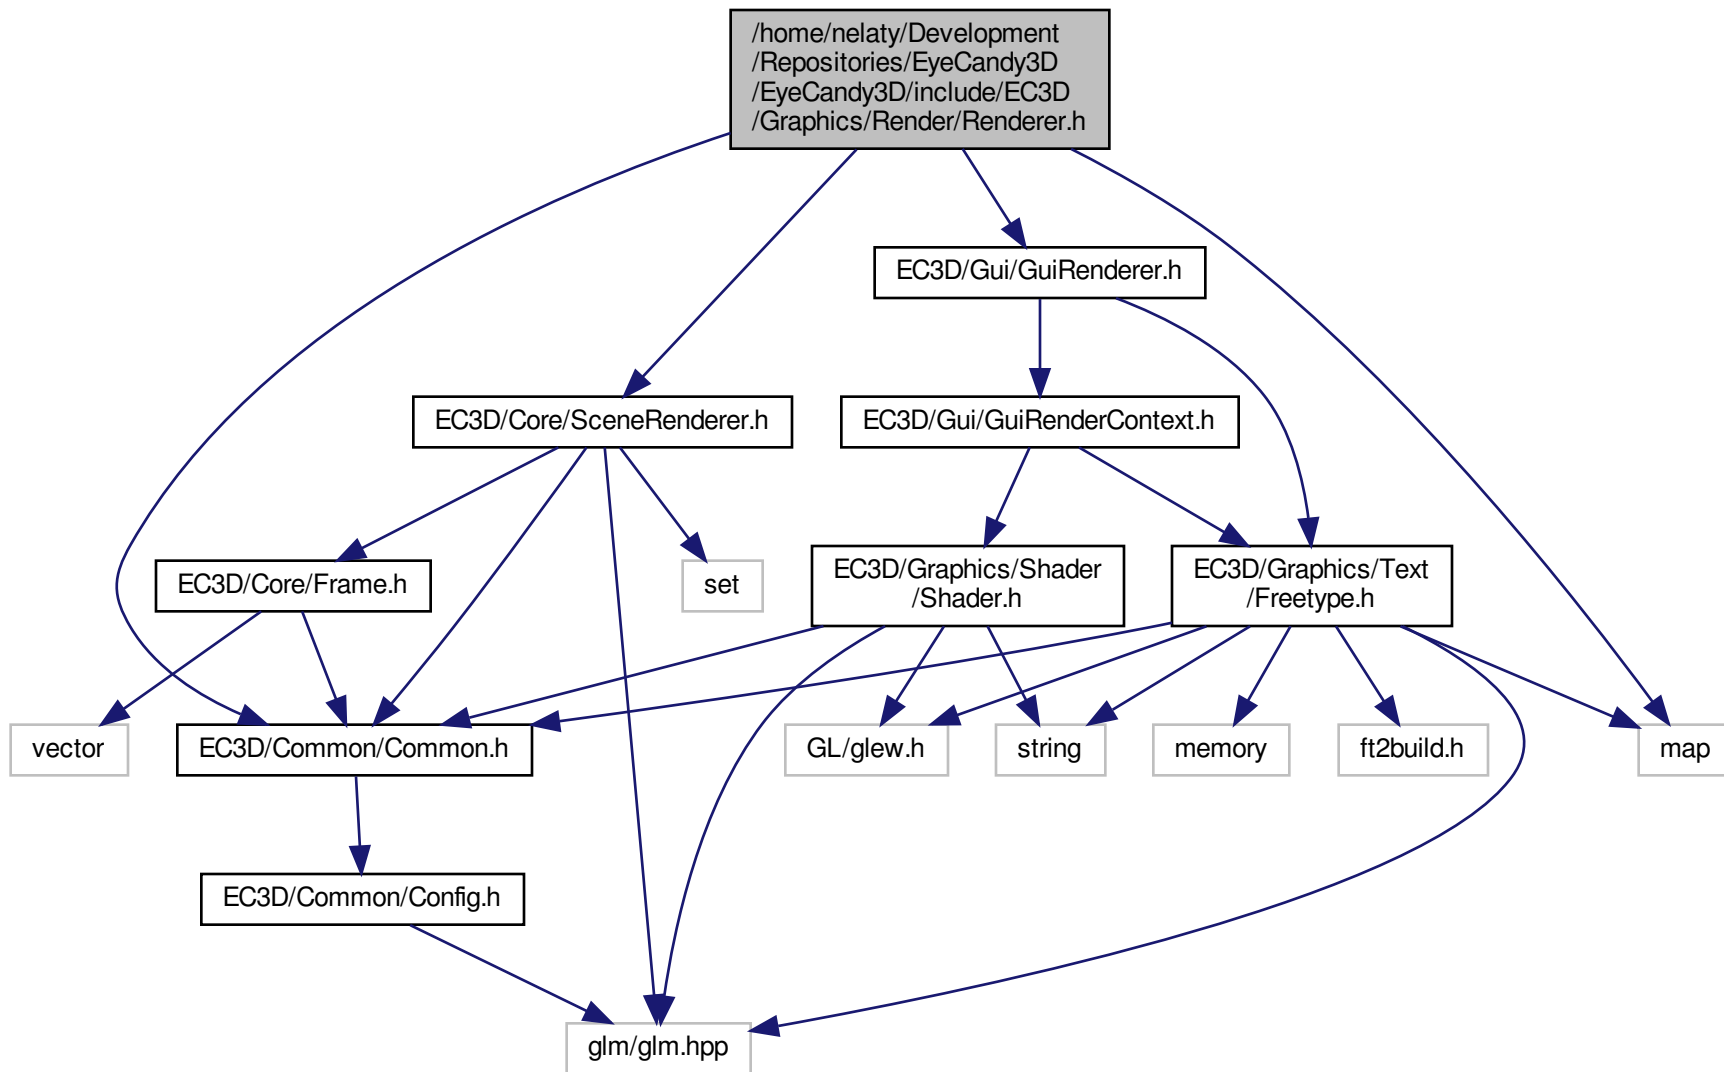 /home/nelaty/Development
/Repositories/EyeCandy3D
/EyeCandy3D/include/EC3D
/Graphics/Render/Renderer.h
EC3D/Gui/GuiRenderer.h
EC3D/Core/SceneRenderer.h
EC3D/Gui/GuiRenderContext.h
EC3D/Core/Frame.h
set
EC3D/Graphics/Shader
/Shader.h
EC3D/Graphics/Text
/Freetype.h
vector
EC3D/Common/Common.h
GL/glew.h
string
memory
ft2build.h
map
EC3D/Common/Config.h
glm/glm.hpp